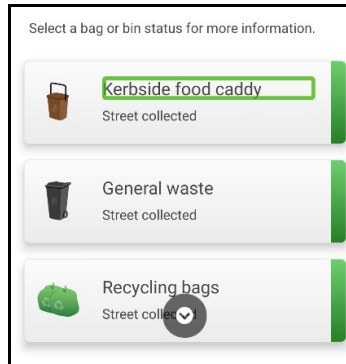 Select a bag or bin status for more information.
Kerbside food caddy
Street collected
General waste
Street collected
Recycling bags
Street collected